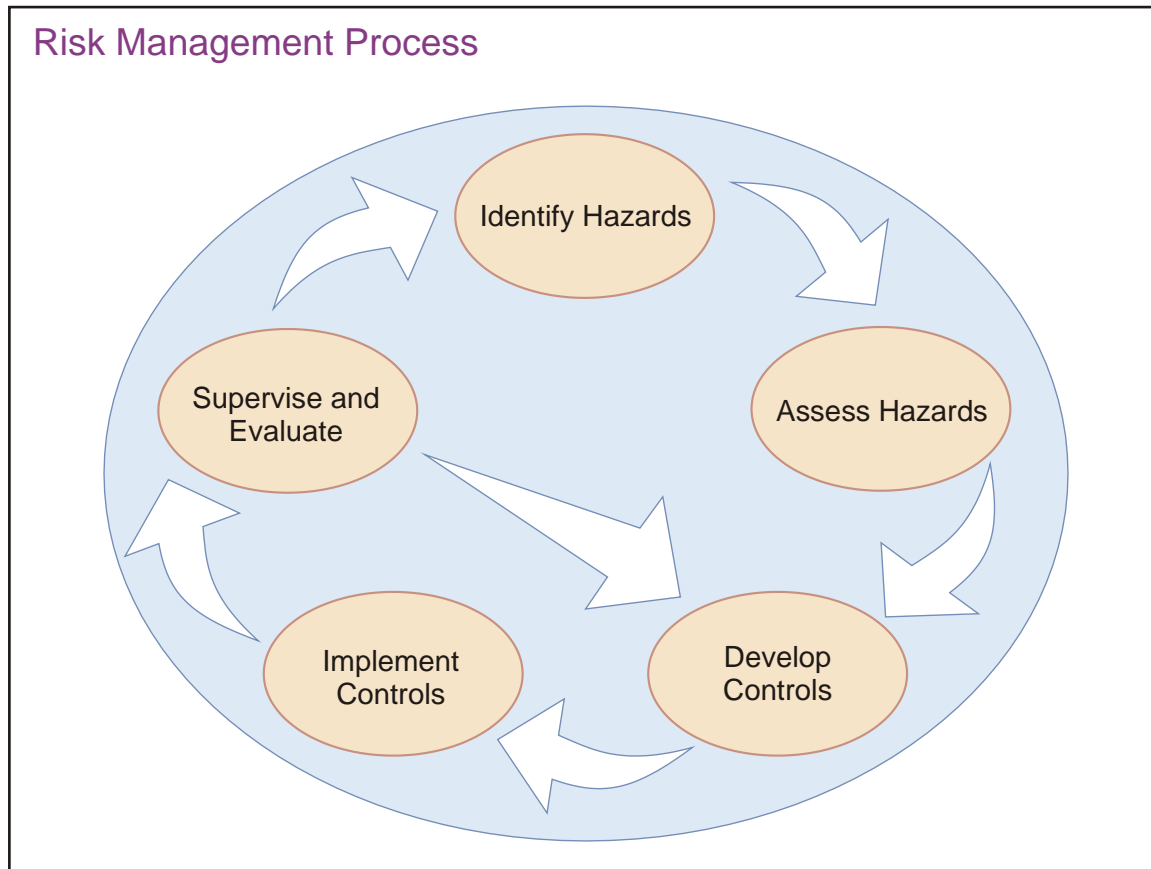 Risk Management Process
Identify Hazards
Assess Hazards
Develop
Controls
Implement
Controls
Supervise and
Evaluate